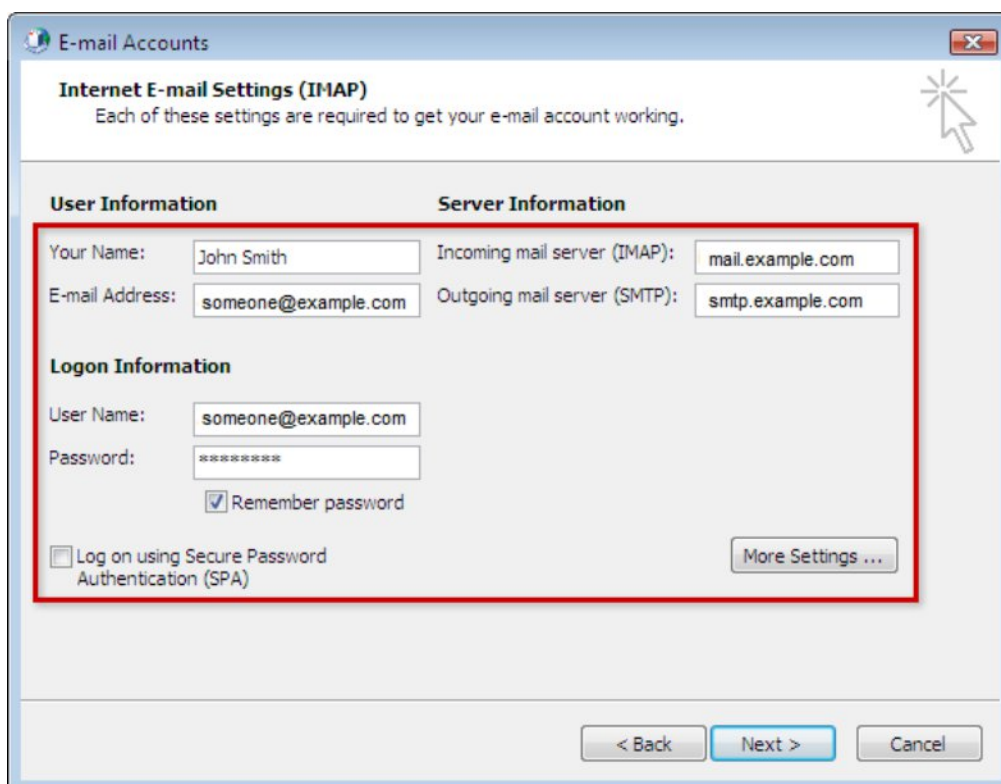 E-mail Accounts
Internet E-mail Settings (IMAP)
Each of these settings are required to get your e-mail account working.
User Information
Your Name: John Smith
E-mail Address: someone@example.com
Server Information
Incoming mail server (IMAP): mail.example.com
Outgoing mail server (SMTP): smtp.example.com
Logon Information
User Name: someone@example.com
Password: ********
Remember password
Log on using Secure Password
Authentication (SPA)
More Settings ...
< Back
Next >
Cancel